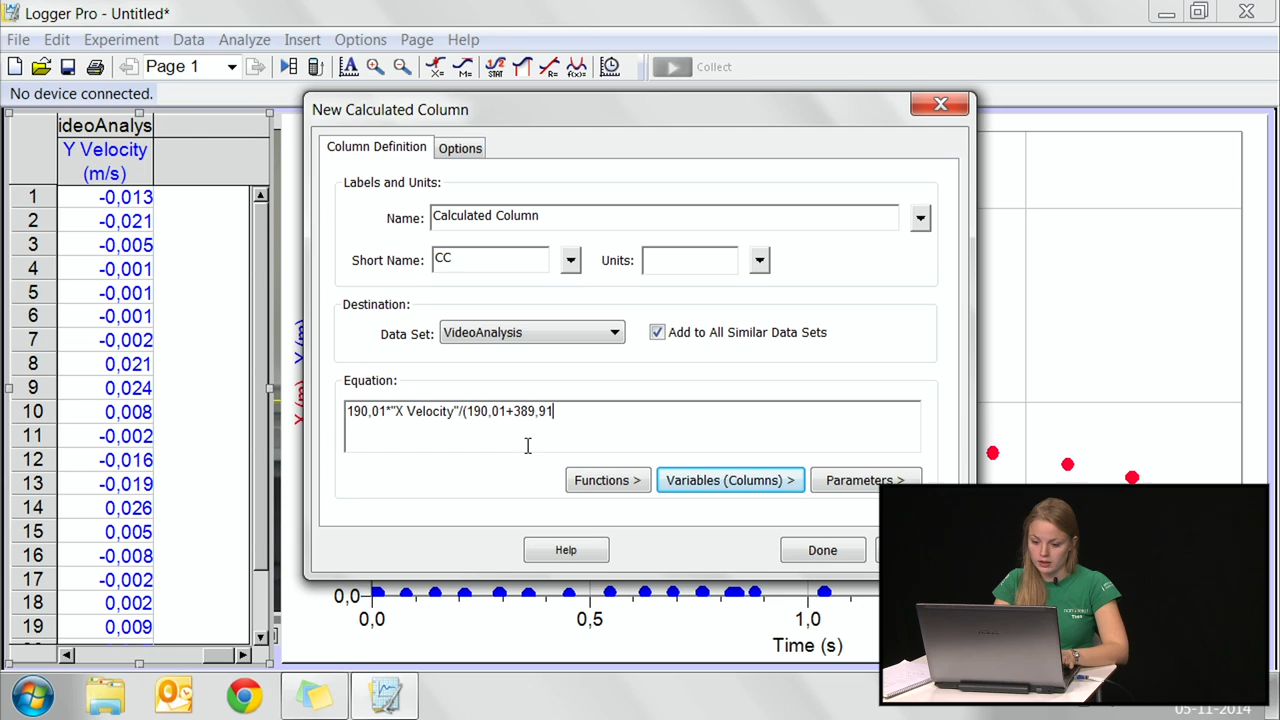 Logger Pro - Untitled*
File Edit Experiment Data Analyze Insert Options Page Help
Page 1
Collect
No device connected.
ideoAnalys
Y Velocity
(m/s)
1 -0,013
2 -0,021
3 -0,005
4 -0,001
5 -0,001
6 -0,001
7 -0,002
8 0,021
9 0,024
10 0,008
11 -0,002
12 -0,016
13 -0,019
14 0,026
15 0,005
16 -0,008
17 -0,002
18 0,002
19 0,009
New Calculated Column
Column Definition Options
Labels and Units:
Name: Calculated Column
Short Name: CC Units:
Destination:
Data Set: VideoAnalysis Add to All Similar Data Sets
Equation:
190,01*"X Velocity"/(190,01+389,91
Functions > Variables (Columns) > Parameters >
Help Done
X (m)
0,0
0,0 0,5 1,0
Time (s)
05-11-2014